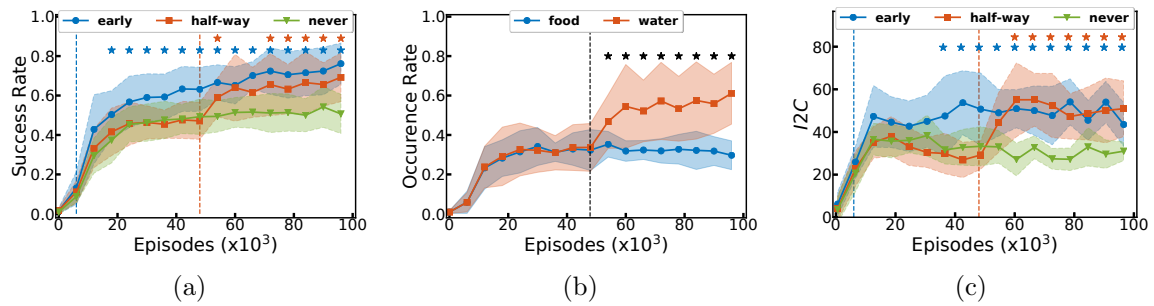 early half-way never
Success Rate
1.0
0.8
0.6
0.4
0.2
0.0
0 20 40 60 80 100
Episodes (x10³)
(a)
food water
Occurrence Rate
1.0
0.8
0.6
0.4
0.2
0.0
0 20 40 60 80 100
Episodes (x10³)
(b)
early half-way never
I2C
80
60
40
20
0
0 20 40 60 80 100
Episodes (x10³)
(c)